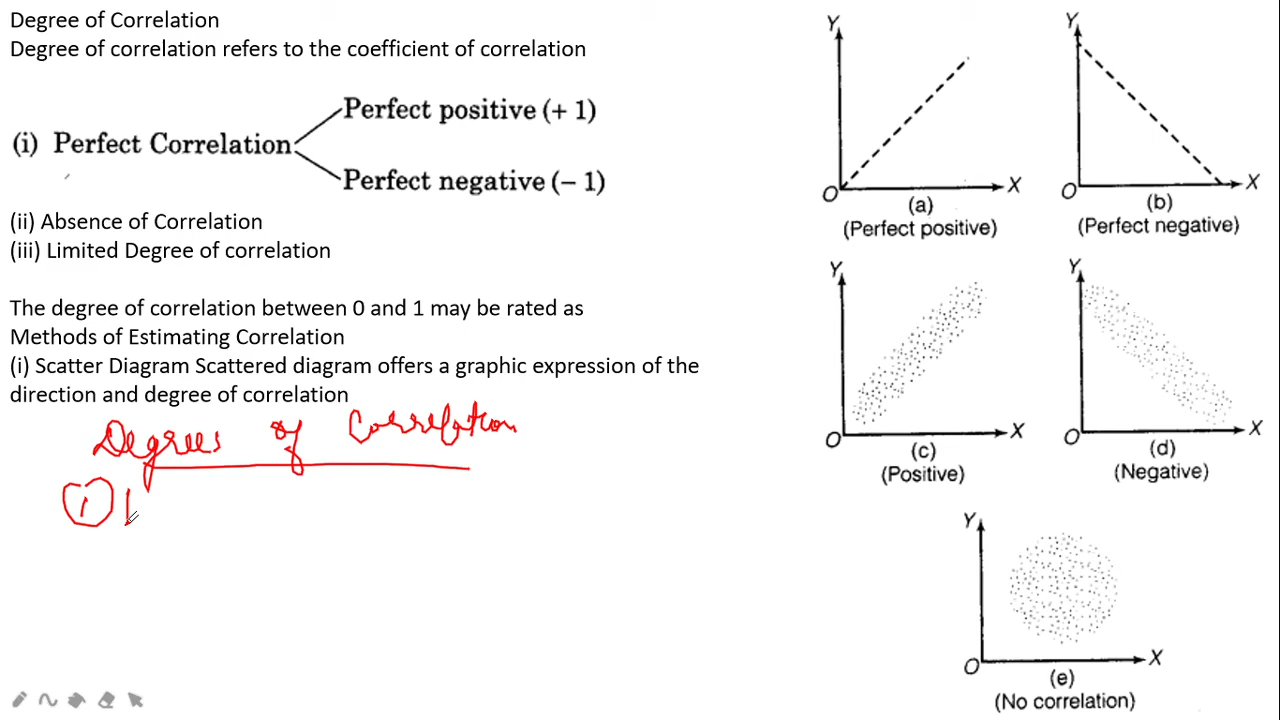 Degree of Correlation
Degree of correlation refers to the coefficient of correlation
Perfect positive (+ 1)
(i) Perfect Correlation
Perfect negative (– 1)
(ii) Absence of Correlation
(iii) Limited Degree of correlation
The degree of correlation between 0 and 1 may be rated as
Methods of Estimating Correlation
(i) Scatter Diagram Scattered diagram offers a graphic expression of the
direction and degree of correlation
Degrees of Correlation
i
Y
O
X
(a)
(Perfect positive)
Y
O
X
(b)
(Perfect negative)
Y
O
X
(c)
(Positive)
Y
O
X
(d)
(Negative)
Y
O
X
(e)
(No correlation)